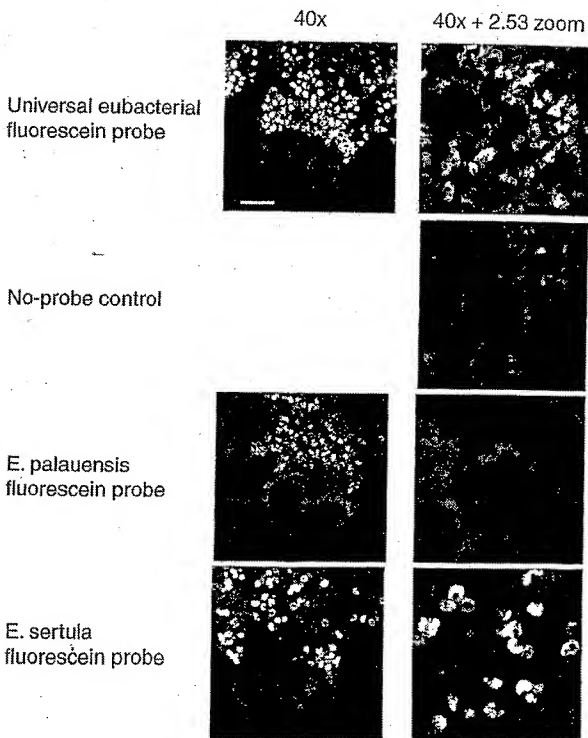 40x
40x + 2.53 zoom
Universal eubacterial
fluorescein probe
No-probe control
E. palauensis
fluorescein probe
E. sertula
fluorescein probe